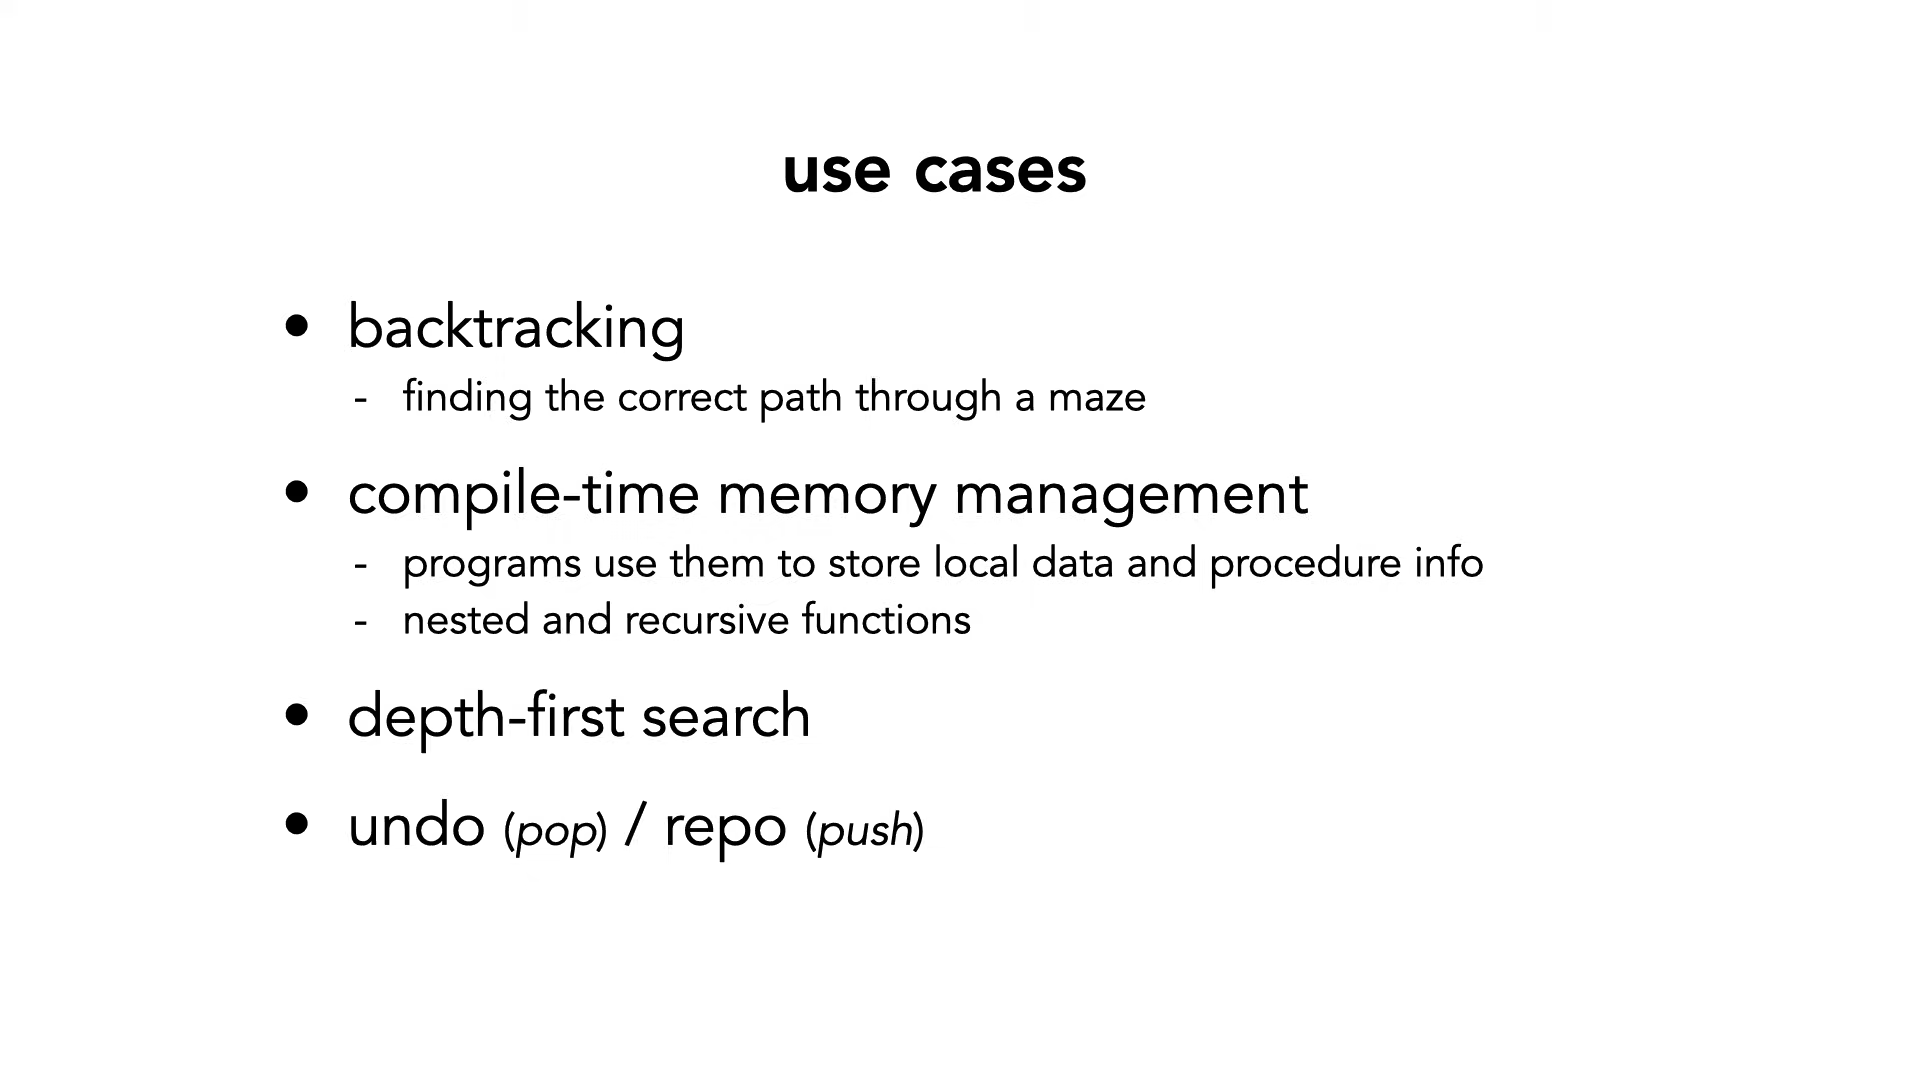 use cases
• backtracking
- finding the correct path through a maze
• compile-time memory management
- programs use them to store local data and procedure info
- nested and recursive functions
• depth-first search
• undo (pop) / repo (push)